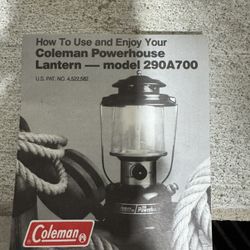 How To Use and Enjoy Your
Coleman Powerhouse
Lantern — model 290A700
U.S. PAT. NO. 4,522,582
Coleman